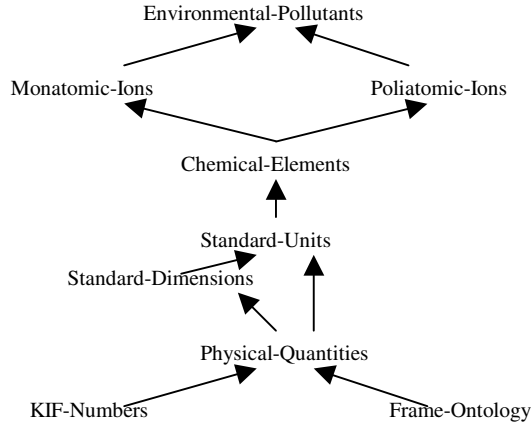 Environmental-Pollutants
Monatomic-Ions
Poliatomic-Ions
Chemical-Elements
Standard-Units
Standard-Dimensions
Physical-Quantities
KIF-Numbers
Frame-Ontology